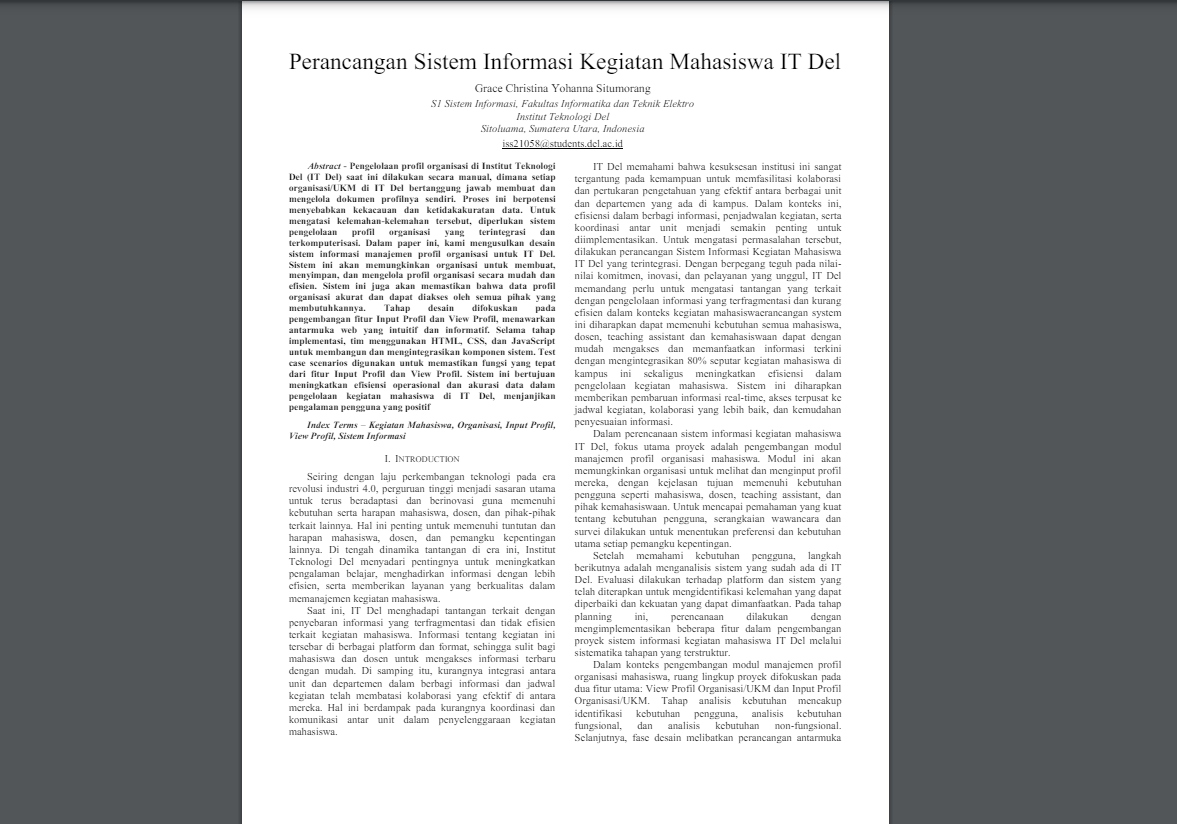 Perancangan Sistem Informasi Kegiatan Mahasiswa IT Del
Grace Christina Yohanna Situmorang
S1 Sistem Informasi, Fakultas Informatika dan Teknik Elektro
Institut Teknologi Del
Sitoluama, Sumatera Utara, Indonesia
iss21058@students.del.ac.id
Abstract - Pengelolaan profil organisasi di Institut Teknologi
Del (IT Del) saat ini dilakukan secara manual, dimana setiap
organisasi/UKM di IT Del bertanggung jawab membuat dan
mengelola dokumen profilnya sendiri. Proses ini berpotensi
menyebabkan kekacauan dan ketidakakuratan data. Untuk
mengatasi kelemahan-kelemahan tersebut, diperlukan sistem
pengelolaan profil organisasi yang terintegrasi dan
terkomputerisasi. Dalam paper ini, kami mengusulkan desain
sistem informasi manajemen profil organisasi untuk IT Del.
Sistem ini akan memungkinkan organisasi untuk membuat,
menyimpan, dan mengelola profil organisasi secara mudah dan
efisien. Sistem ini juga akan memastikan bahwa data profil
organisasi akurat dan dapat diakses oleh semua pihak yang
membutuhkannya. Tahap desain difokuskan pada
pengembangan fitur Input Profil dan View Profil, menawarkan
antarmuka web yang intuitif dan informatif. Selama tahap
implementasi, tim menggunakan HTML, CSS, dan JavaScript
untuk membangun dan mengintegrasikan komponen sistem. Test
case scenarios digunakan untuk memastikan fungsi yang tepat
dari fitur Input Profil dan View Profil. Sistem ini bertujuan
meningkatkan efisiensi operasional dan akurasi data dalam
pengelolaan kegiatan mahasiswa di IT Del, menjanjikan
pengalaman pengguna yang positif
Index Terms – Kegiatan Mahasiswa, Organisasi, Input Profil,
View Profil, Sistem Informasi
I. INTRODUCTION
Seiring dengan laju perkembangan teknologi pada era
revolusi industri 4.0, perguruan tinggi menjadi sasaran utama
untuk terus beradaptasi dan berinovasi guna memenuhi
kebutuhan serta harapan mahasiswa, dosen, dan pihak-pihak
terkait lainnya. Hal ini penting untuk memenuhi tuntutan dan
harapan mahasiswa, dosen, dan pemangku kepentingan
lainnya. Di tengah dinamika tantangan di era ini, Institut
Teknologi Del menyadari pentingnya untuk meningkatkan
pengalaman belajar, menghadirkan informasi dengan lebih
efisien, serta memberikan layanan yang berkualitas dalam
memanajemen kegiatan mahasiswa.
Saat ini, IT Del menghadapi tantangan terkait dengan
penyebaran informasi yang terfragmentasi dan tidak efisien
terkait kegiatan mahasiswa. Informasi tentang kegiatan ini
tersebar di berbagai platform dan format, sehingga sulit bagi
mahasiswa dan dosen untuk mengakses informasi terbaru
dengan mudah. Di samping itu, kurangnya integrasi antara
unit dan departemen dalam berbagi informasi dan jadwal
kegiatan telah membatasi kolaborasi yang efektif di antara
mereka. Hal ini berdampak pada kurangnya koordinasi dan
komunikasi antar unit dalam penyelenggaraan kegiatan
mahasiswa.
IT Del memahami bahwa kesuksesan institusi ini sangat
tergantung pada kemampuan untuk memfasilitasi kolaborasi
dan pertukaran pengetahuan yang efektif antara berbagai unit
dan departemen yang ada di kampus. Dalam konteks ini,
efisiensi dalam berbagi informasi, penjadwalan kegiatan, serta
koordinasi antar unit menjadi semakin penting untuk
diimplementasikan. Untuk mengatasi permasalahan tersebut,
dilakukan perancangan Sistem Informasi Kegiatan Mahasiswa
IT Del yang terintegrasi. Dengan berpegang teguh pada nilai-
nilai komitmen, inovasi, dan pelayanan yang unggul, IT Del
memandang perlu untuk mengatasi tantangan yang terkait
dengan pengelolaan informasi yang terfragmentasi dan kurang
efisien dalam konteks kegiatan mahasiswaerancangan system
ini diharapkan dapat memenuhi kebutuhan semua mahasiswa,
dosen, teaching assistant dan kemahasiswaan dapat dengan
mudah mengakses dan memanfaatkan informasi terkini
dengan mengintegrasikan 80% seputar kegiatan mahasiswa di
kampus ini sekaligus meningkatkan efisiensi dalam
pengelolaan kegiatan mahasiswa. Sistem ini diharapkan
memberikan pembaruan informasi real-time, akses terpusat ke
jadwal kegiatan, kolaborasi yang lebih baik, dan kemudahan
penyesuaian informasi.
Dalam perencanaan sistem informasi kegiatan mahasiswa
IT Del, fokus utama proyek adalah pengembangan modul
manajemen profil organisasi mahasiswa. Modul ini akan
memungkinkan organisasi untuk melihat dan menginput profil
mereka, dengan kejelasan tujuan memenuhi kebutuhan
pengguna seperti mahasiswa, dosen, teaching assistant, dan
pihak kemahasiswaan. Untuk mencapai pemahaman yang kuat
tentang kebutuhan pengguna, serangkaian wawancara dan
survei dilakukan untuk menentukan preferensi dan kebutuhan
utama setiap pemangku kepentingan.
Setelah memahami kebutuhan pengguna, langkah
berikutnya adalah menganalisis sistem yang sudah ada di IT
Del. Evaluasi dilakukan terhadap platform dan sistem yang
telah diterapkan untuk mengidentifikasi kelemahan yang dapat
diperbaiki dan kekuatan yang dapat dimanfaatkan. Pada tahap
planning ini, perencanaan dilakukan dengan
mengimplementasikan beberapa fitur dalam pengembangan
proyek sistem informasi kegiatan mahasiswa IT Del melalui
sistematika tahapan yang terstruktur.
Dalam konteks pengembangan modul manajemen profil
organisasi mahasiswa, ruang lingkup proyek difokuskan pada
dua fitur utama: View Profil Organisasi/UKM dan Input Profil
Organisasi/UKM. Tahap analisis kebutuhan mencakup
identifikasi kebutuhan pengguna, analisis kebutuhan
fungsional, dan analisis kebutuhan non-fungsional.
Selanjutnya, fase desain melibatkan perancangan antarmuka